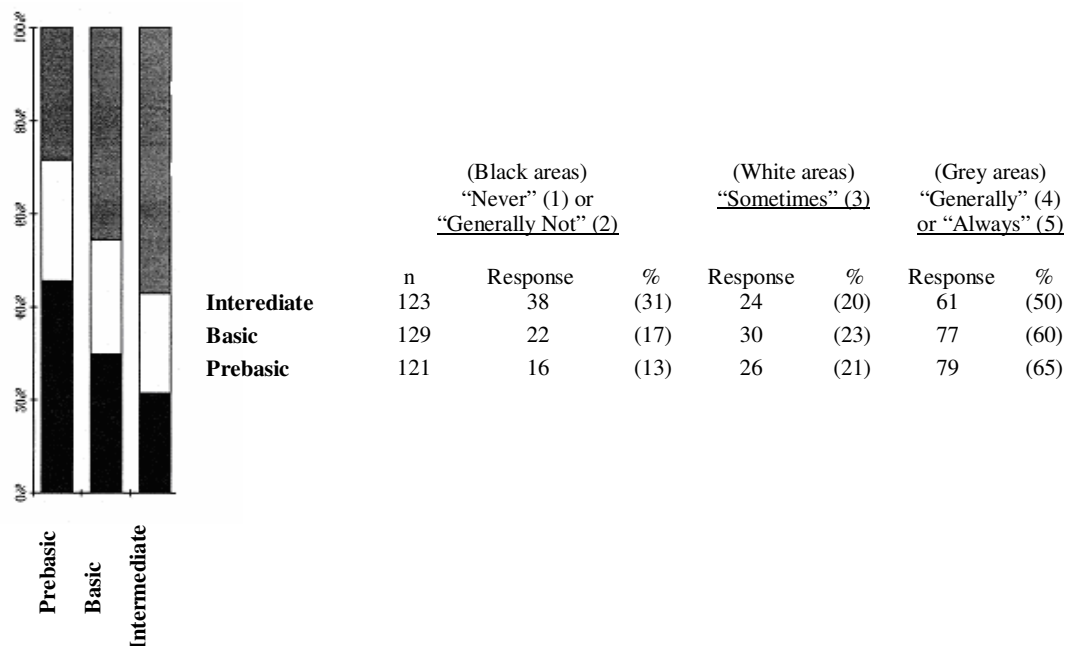 100%
80%
60%
40%
20%
0%
Prebasic
Basic
Intermediate
(Black areas) (White areas) (Grey areas)
“Never” (1) or “Sometimes” (3) “Generally” (4)
“Generally Not” (2) or “Always” (5)
n Response % Response % Response %
Interediate 123 38 (31) 24 (20) 61 (50)
Basic 129 22 (17) 30 (23) 77 (60)
Prebasic 121 16 (13) 26 (21) 79 (65)